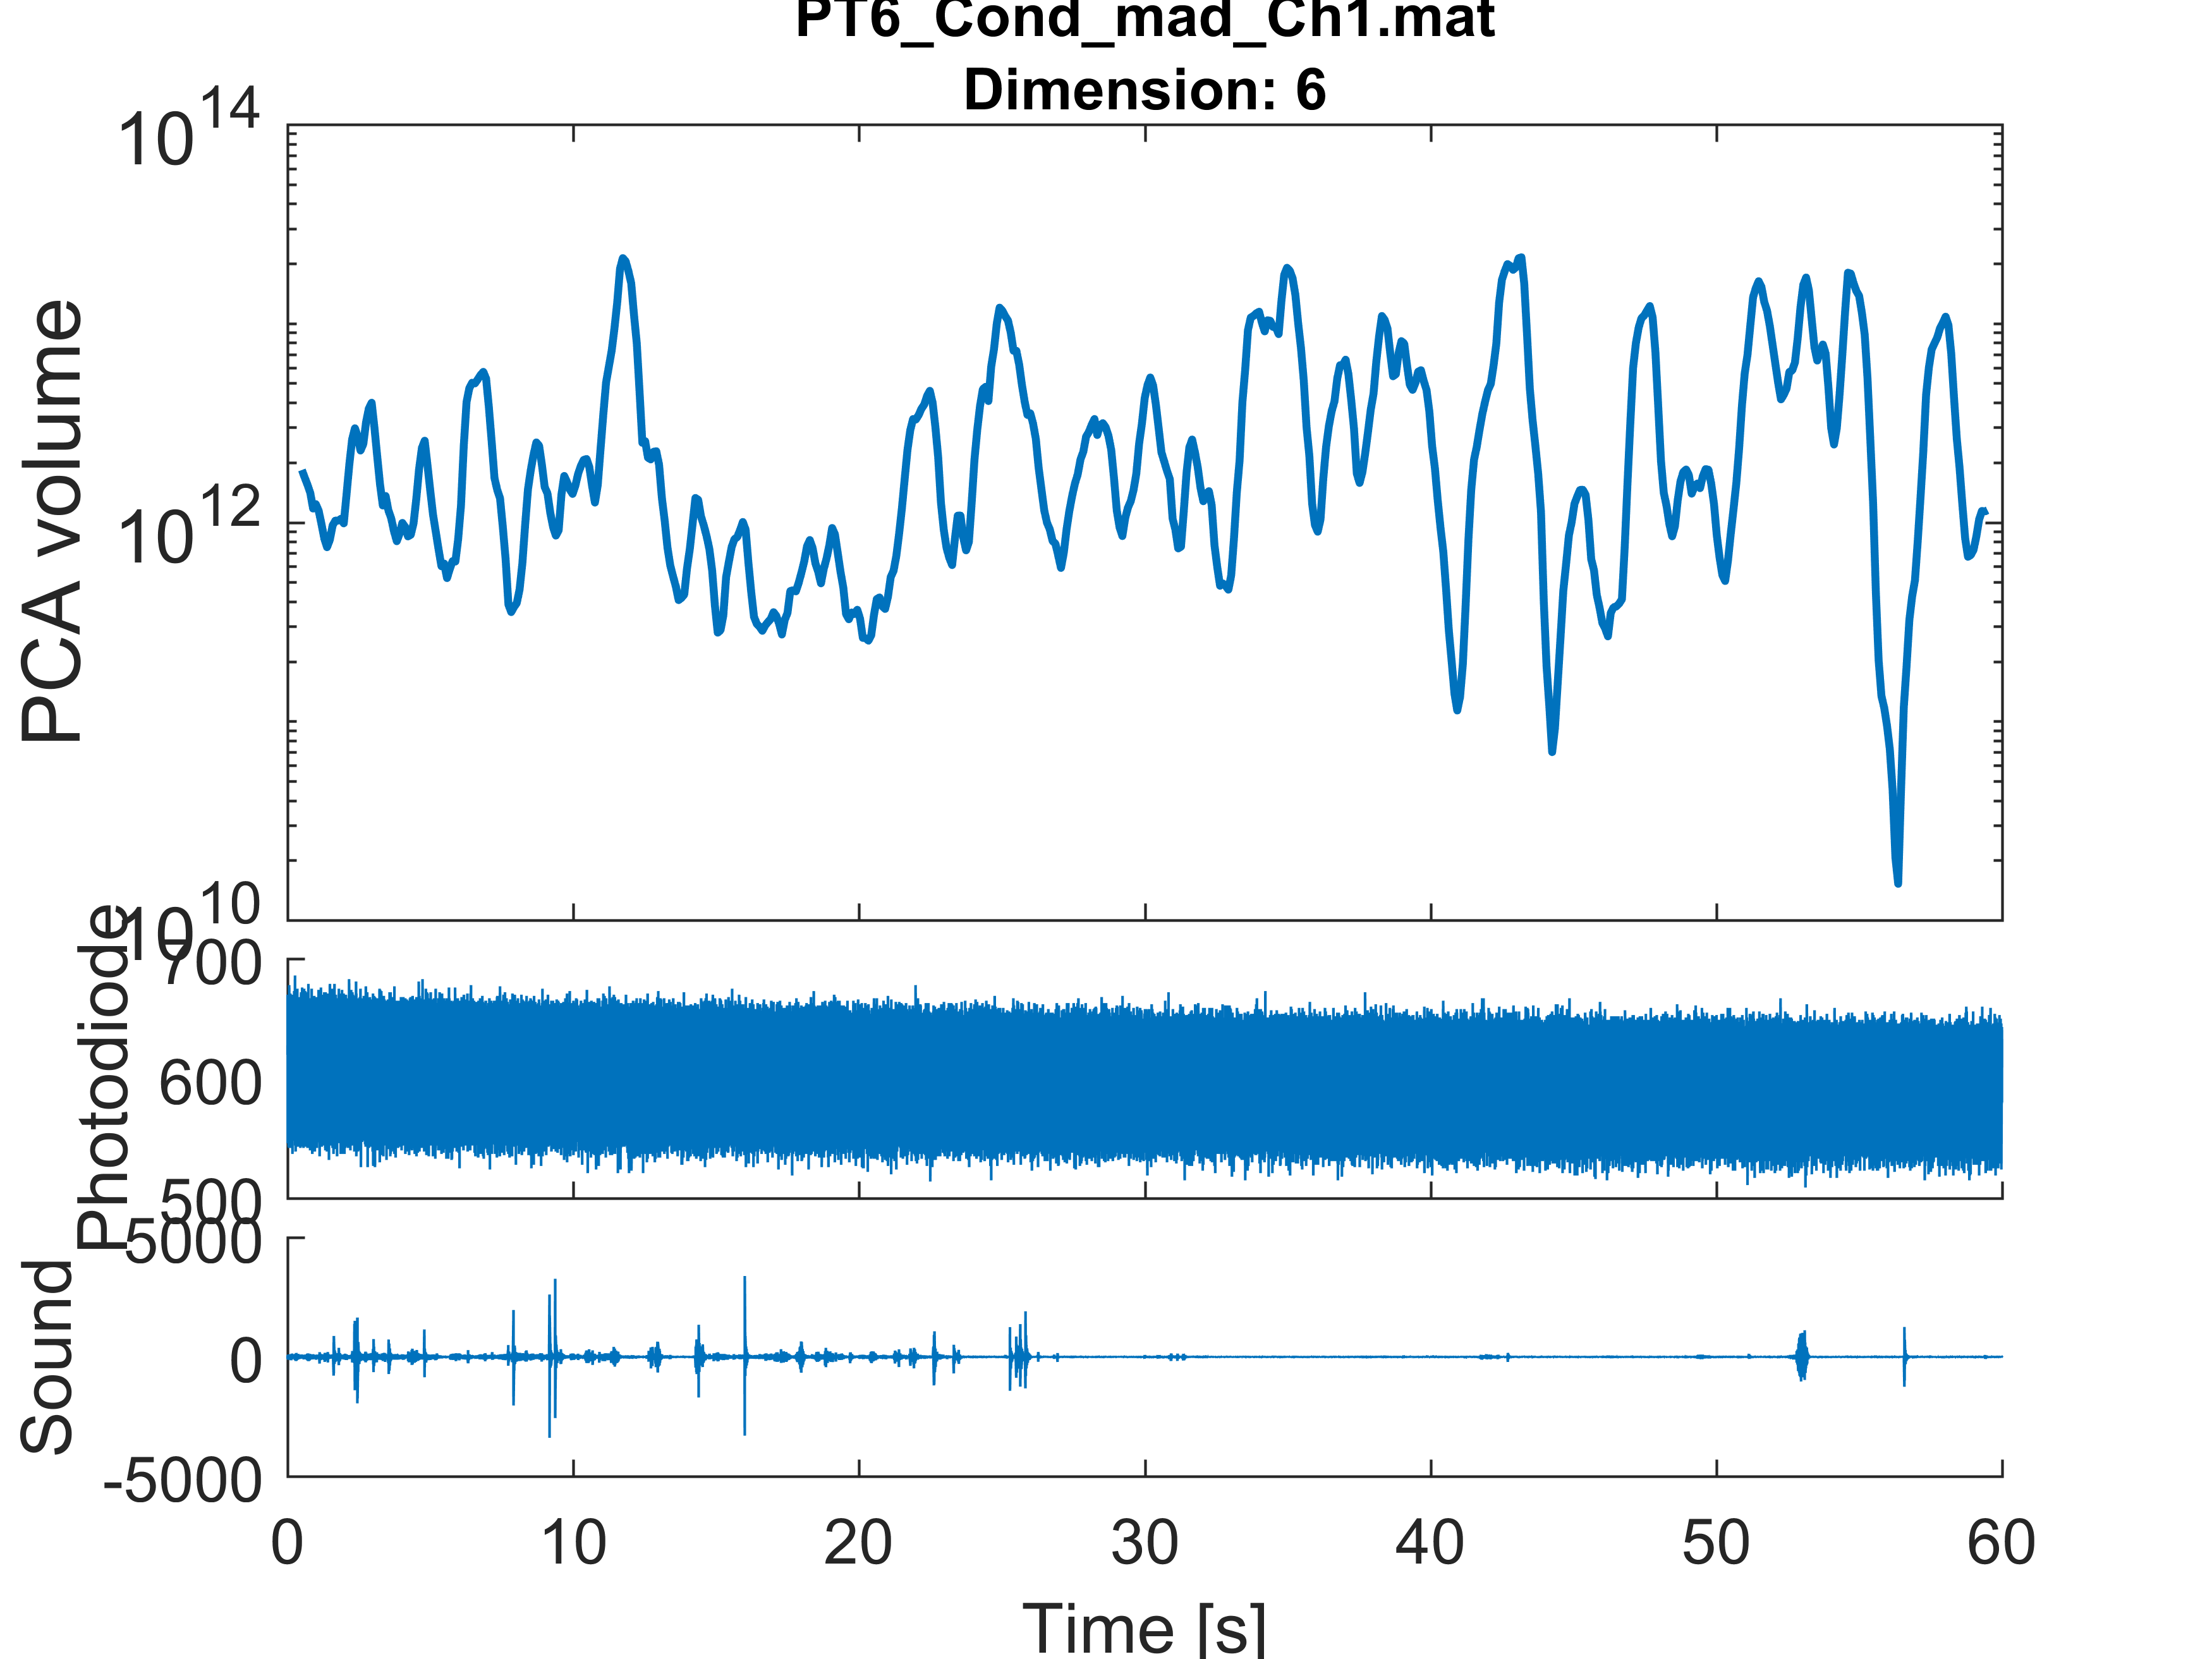 PT6_Cond_mad_Ch1.mat
Dimension: 6
10^14
10^12
10^10
PCA volume
700
600
500
Photodiode
5000
0
-5000
Sound
0 10 20 30 40 50 60
Time [s]